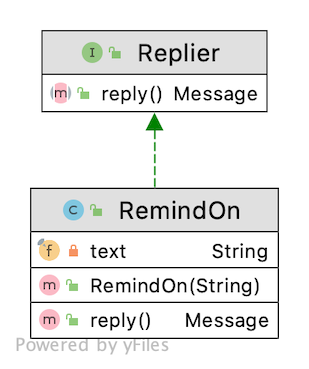 I Replier
m reply() Message
C RemindOn
f text String
m RemindOn(String)
m reply() Message
Powered by yFiles